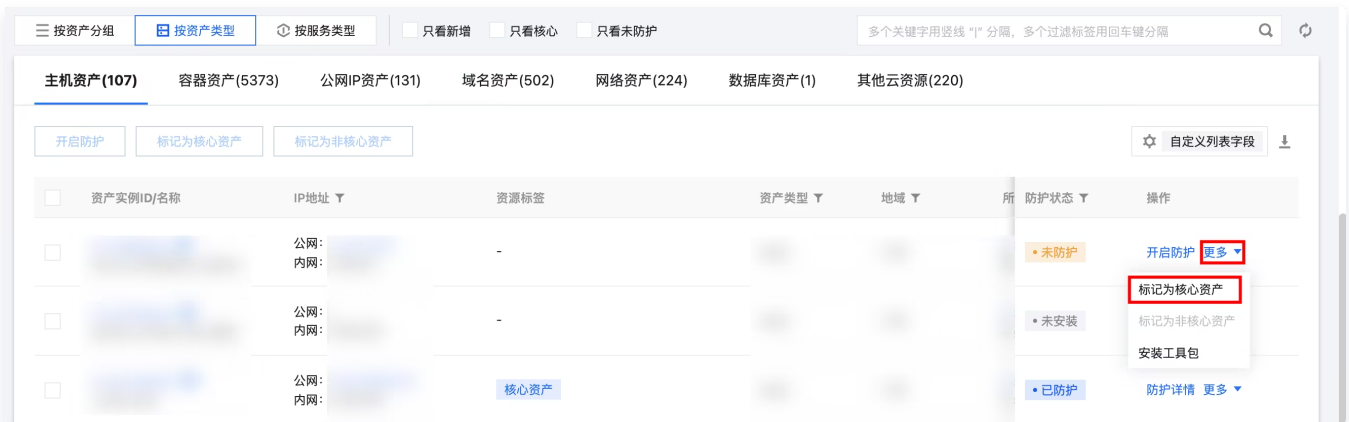 按资产分组 按资产类型 按服务类型 只看新增 只看核心 只看未防护 多个关键字用竖线 "|" 分隔，多个过滤标签用回车键分隔
主机资产(107) 容器资产(5373) 公网IP资产(131) 域名资产(502) 网络资产(224) 数据库资产(1) 其他云资源(220)
开启防护 标记为核心资产 标记为非核心资产 自定义列表字段
资产实例ID/名称 IP地址 资源标签 资产类型 地域 所 防护状态 操作
公网： - 未防护 开启防护 更多
内网：
标记为核心资产
公网： - 未安装 标记为非核心资产
内网：
安装工具包
公网： 核心资产 已防护 防护详情 更多
内网：